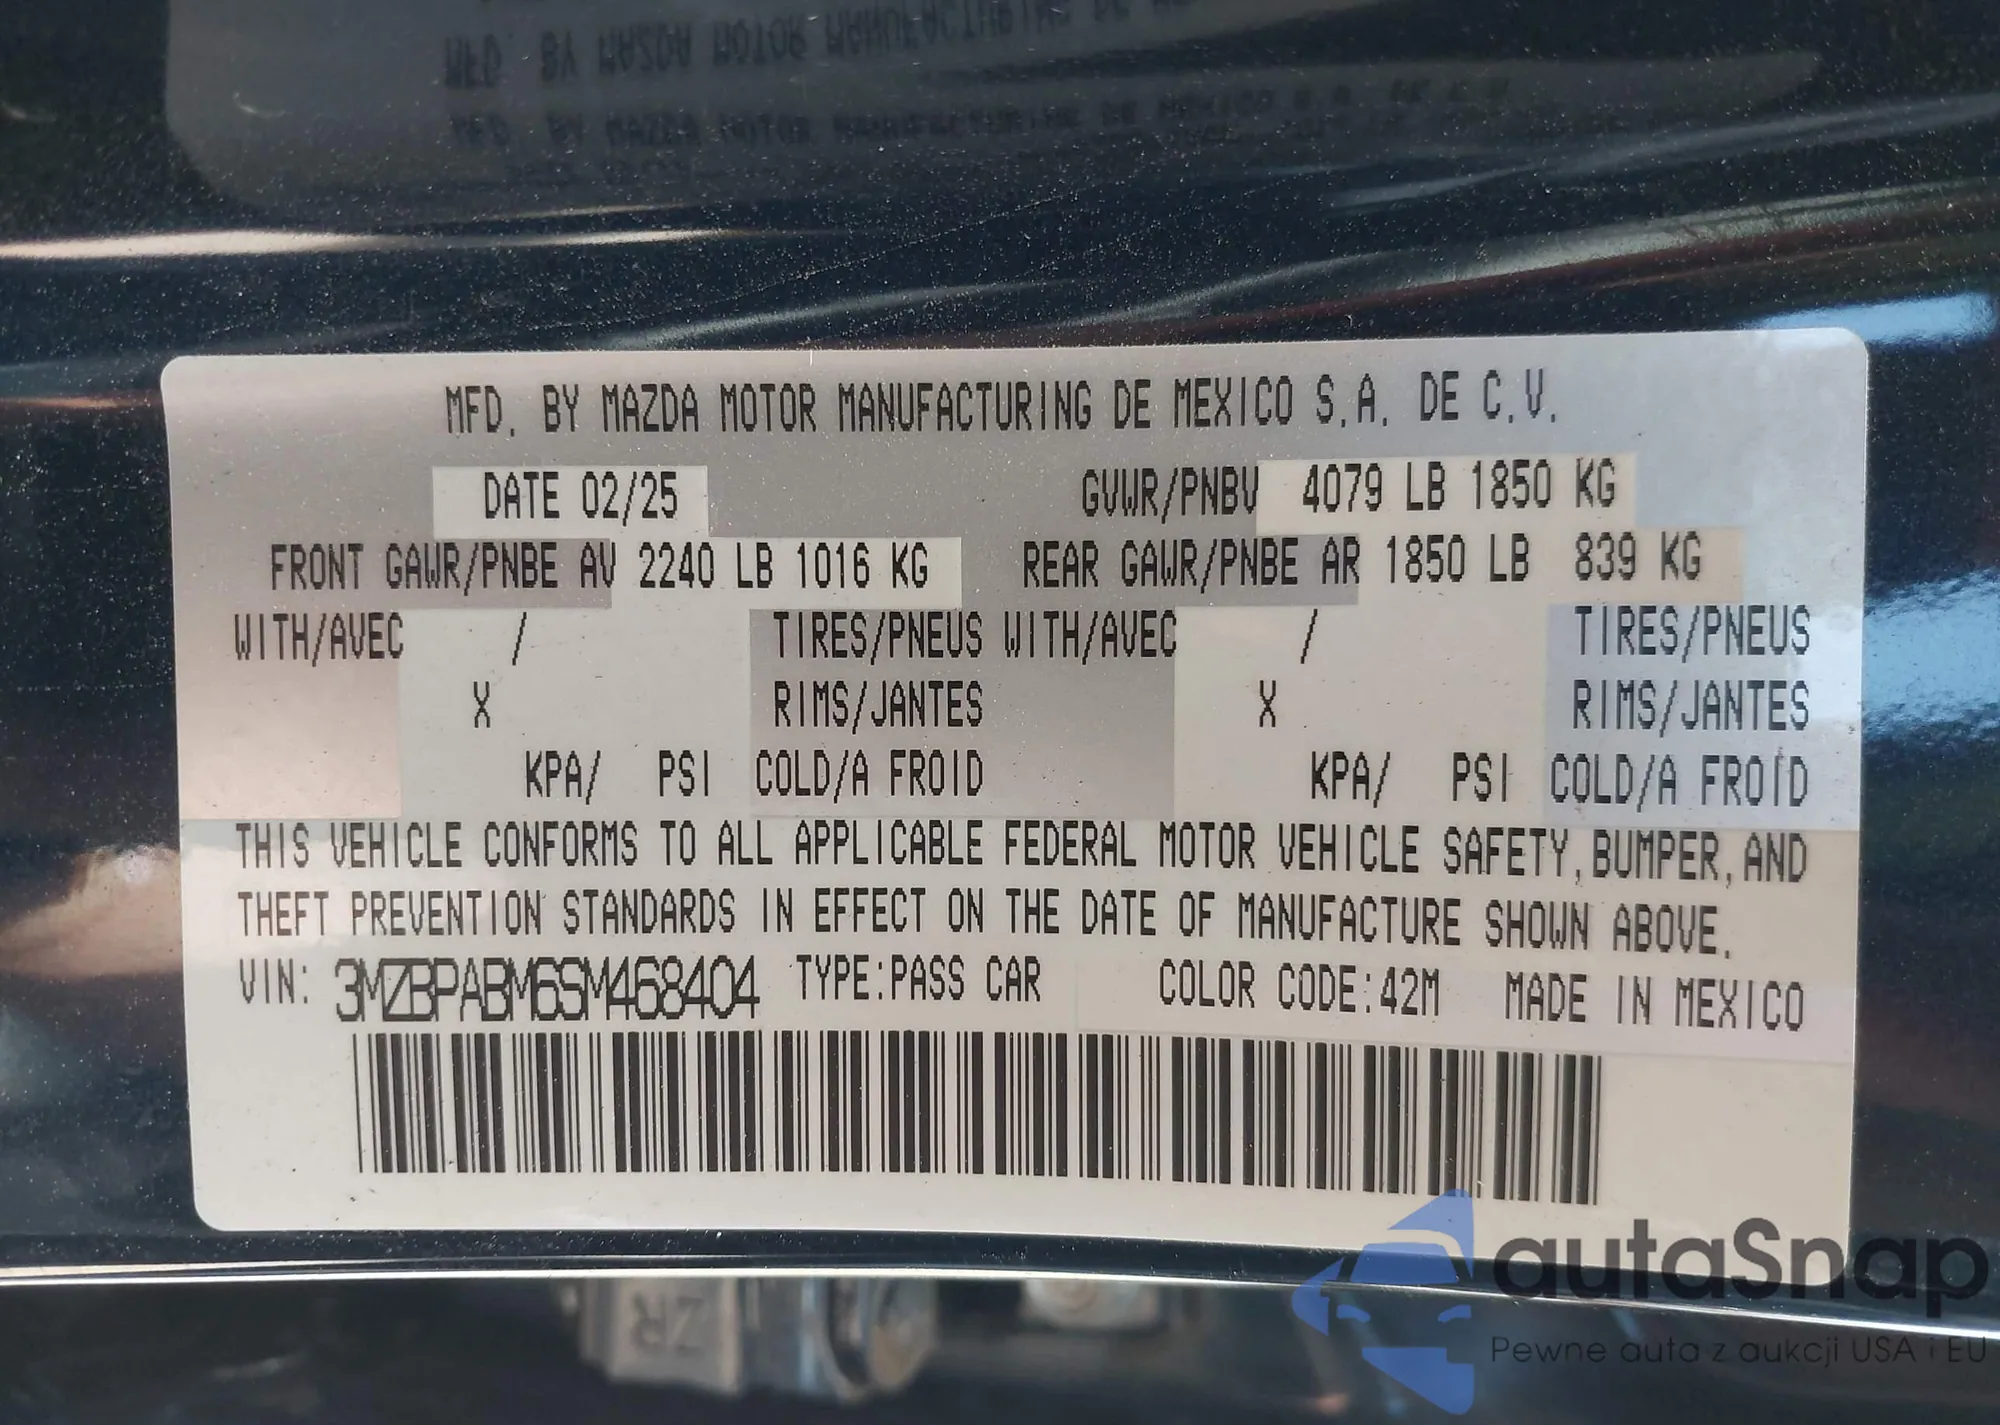 MFD. BY MAZDA MOTOR MANUFACTURING DE MEXICO S.A. DE C.V.
DATE 02/25 GVWR/PNBV 4079 LB 1850 KG
FRONT GAWR/PNBE AV 2240 LB 1016 KG REAR GAWR/PNBE AR 1850 LB 839 KG
WITH/AVEC / TIRES/PNEUS WITH/AVEC / TIRES/PNEUS
X RIMS/JANTES X RIMS/JANTES
KPA/ PSI COLD/A FROID KPA/ PSI COLD/A FROID
THIS VEHICLE CONFORMS TO ALL APPLICABLE FEDERAL MOTOR VEHICLE SAFETY, BUMPER, AND
THEFT PREVENTION STANDARDS IN EFFECT ON THE DATE OF MANUFACTURE SHOWN ABOVE.
VIN: 3MZBPABM6SM468404 TYPE:PASS CAR COLOR CODE:42M MADE IN MEXICO
autaSnap
Pewne auta z aukcji USA i EU